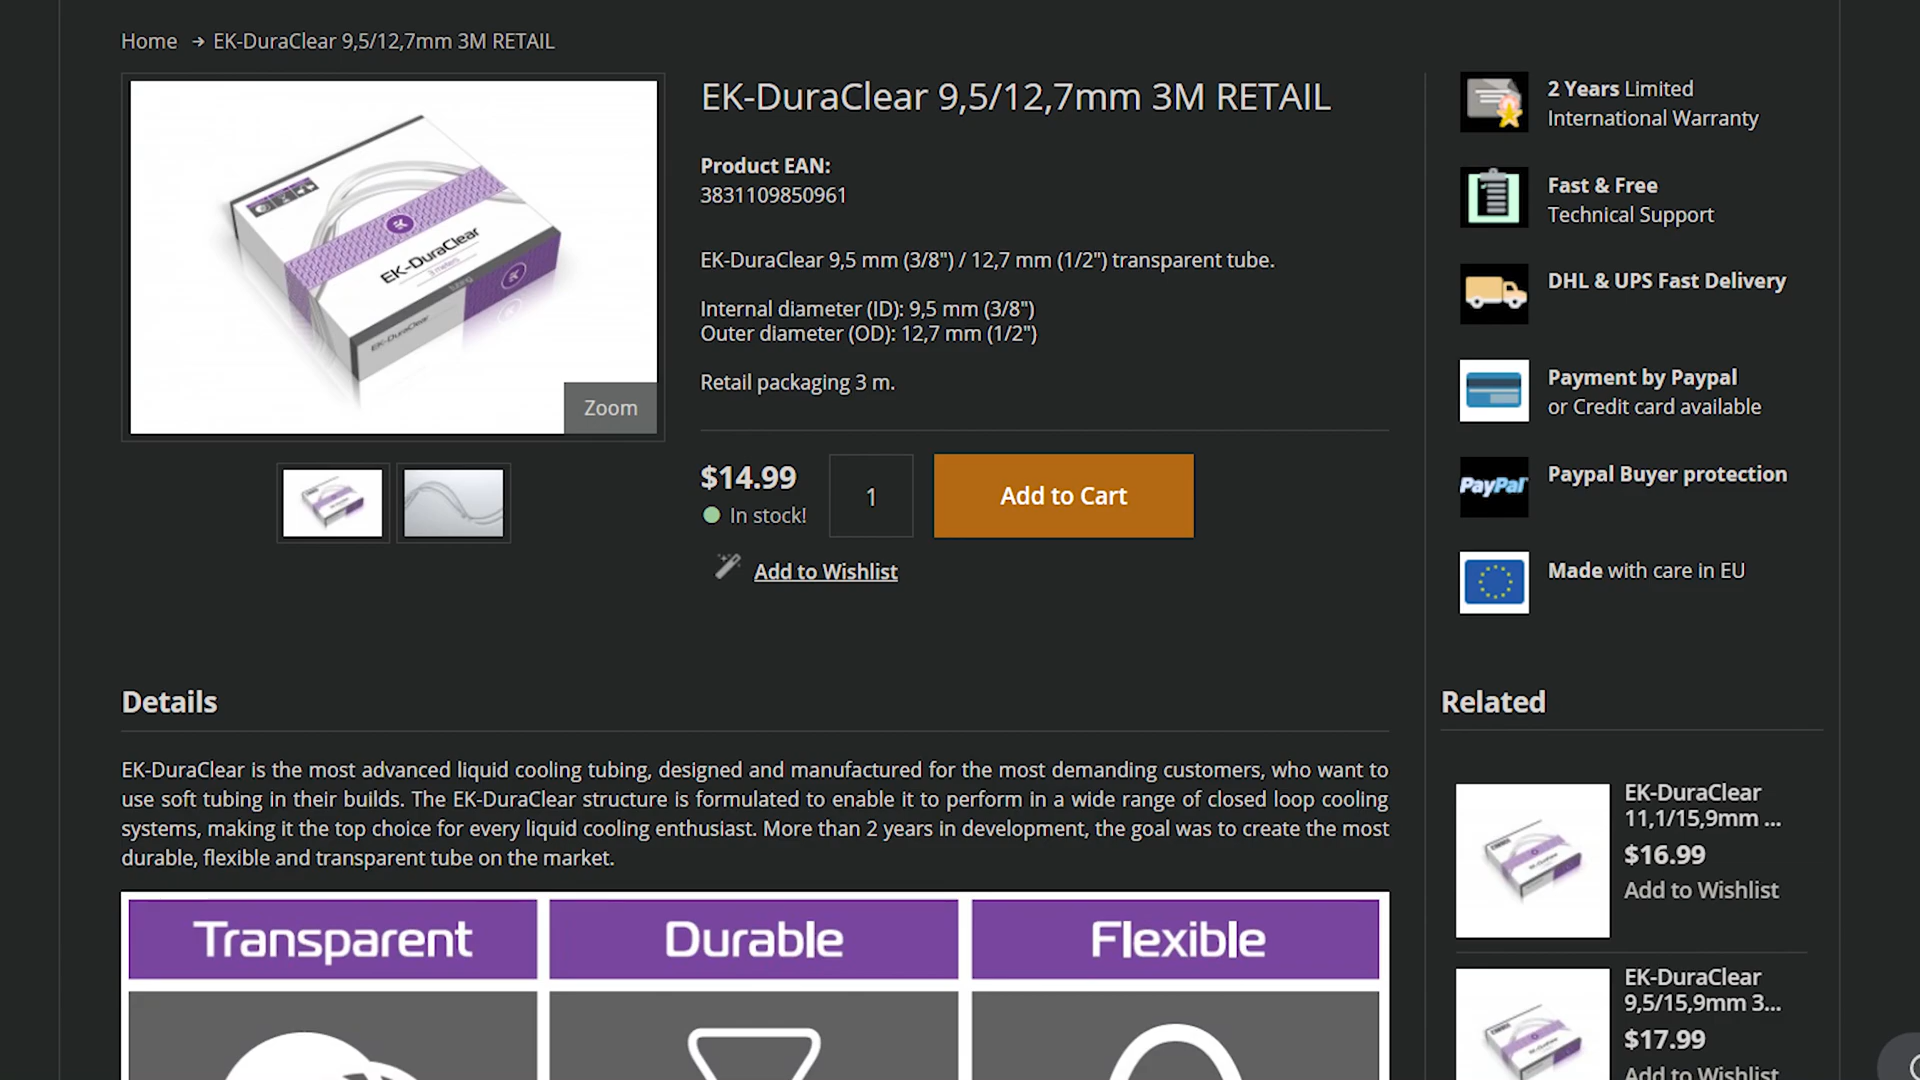 Home → EK-DuraClear 9,5/12,7mm 3M RETAIL
EK-DuraClear
3 meters
EK-DuraClear
Zoom
EK-DuraClear 9,5/12,7mm 3M RETAIL
Product EAN:
3831109850961
EK-DuraClear 9,5 mm (3/8") / 12,7 mm (1/2") transparent tube.
Internal diameter (ID): 9,5 mm (3/8")
Outer diameter (OD): 12,7 mm (1/2")
Retail packaging 3 m.
$14.99
In stock!
1
Add to Cart
Add to Wishlist
2 Years Limited
International Warranty
Fast & Free
Technical Support
DHL & UPS Fast Delivery
Payment by Paypal
or Credit card available
PayPal
Paypal Buyer protection
Made with care in EU
Details
EK-DuraClear is the most advanced liquid cooling tubing, designed and manufactured for the most demanding customers, who want to
use soft tubing in their builds. The EK-DuraClear structure is formulated to enable it to perform in a wide range of closed loop cooling
systems, making it the top choice for every liquid cooling enthusiast. More than 2 years in development, the goal was to create the most
durable, flexible and transparent tube on the market.
Transparent
Durable
Flexible
Related
EK-DuraClear
11,1/15,9mm ...
$16.99
Add to Wishlist
EK-DuraClear
9,5/15,9mm 3...
$17.99
Add to Wishlist